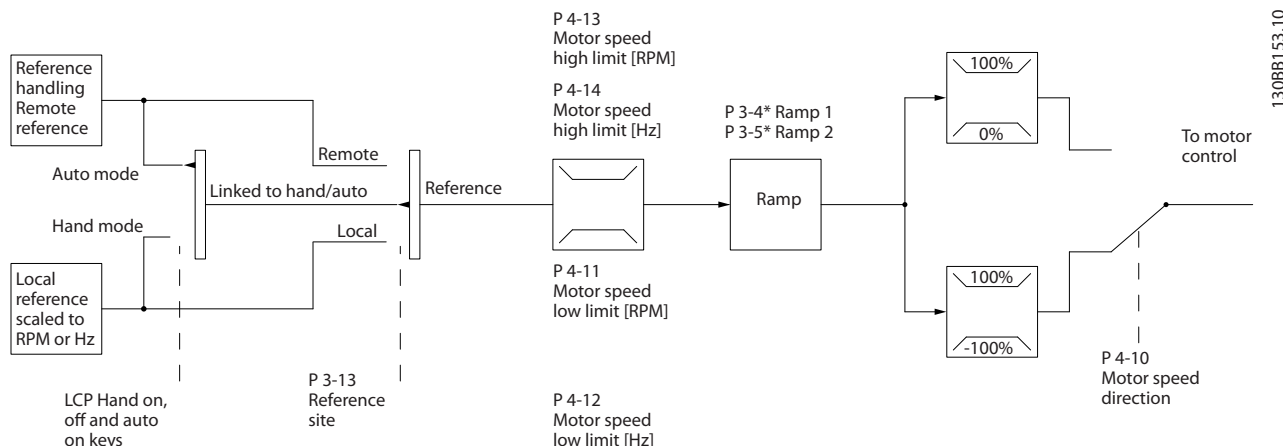 P 4-13
Motor speed
high limit [RPM]
P 4-14
Motor speed
high limit [Hz]
130BB153.10
Reference
handling
Remote
reference
P 3-4* Ramp 1
P 3-5* Ramp 2
100%
0%
To motor
control
Auto mode
Remote
Linked to hand/auto
Reference
Ramp
Hand mode
Local
Local
reference
scaled to
RPM or Hz
P 4-11
Motor speed
low limit [RPM]
100%
-100%
P 4-10
Motor speed
direction
LCP Hand on,
off and auto
on keys
P 3-13
Reference
site
P 4-12
Motor speed
low limit [Hz]